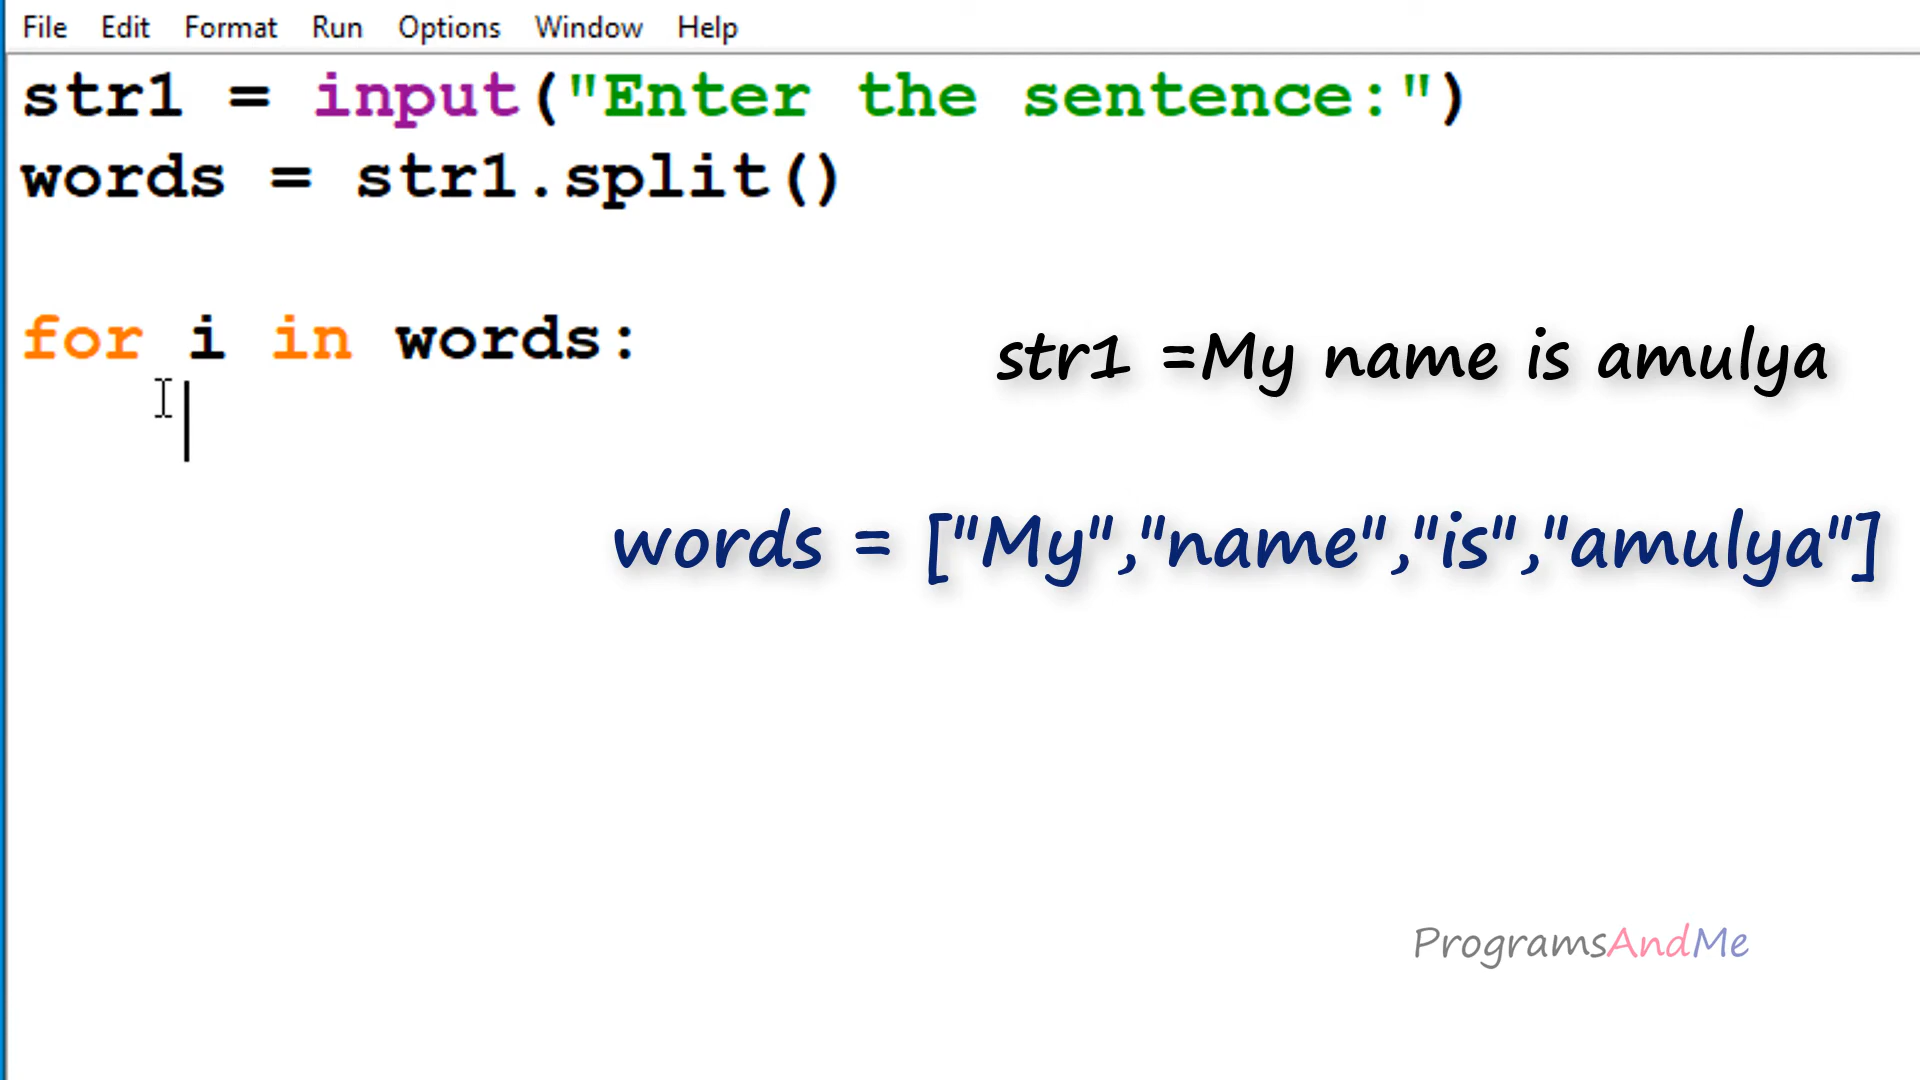 File Edit Format Run Options Window Help
str1 = input("Enter the sentence:")
words = str1.split()
for i in words:
str1 =My name is amulya
words = ["My","name","is","amulya"]
ProgramsAndMe